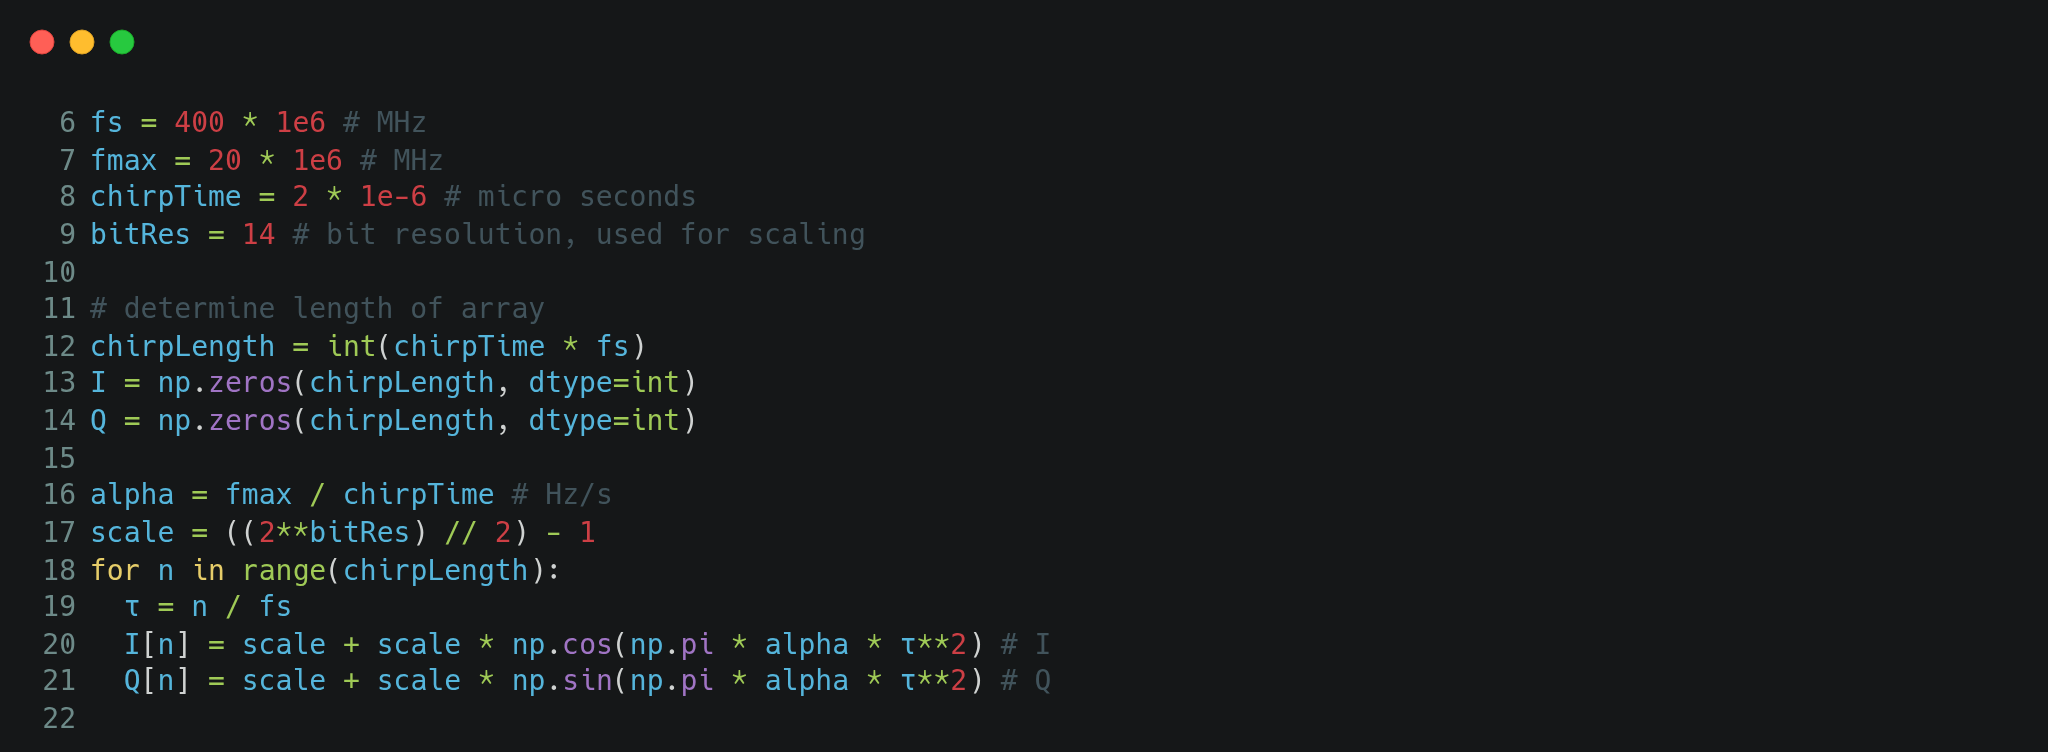 6 fs = 400 * 1e6 # MHz
7 fmax = 20 * 1e6 # MHz
8 chirpTime = 2 * 1e-6 # micro seconds
9 bitRes = 14 # bit resolution, used for scaling
10
11 # determine length of array
12 chirpLength = int(chirpTime * fs)
13 I = np.zeros(chirpLength, dtype=int)
14 Q = np.zeros(chirpLength, dtype=int)
15
16 alpha = fmax / chirpTime # Hz/s
17 scale = ((2**bitRes) // 2) - 1
18 for n in range(chirpLength):
19   τ = n / fs
20   I[n] = scale + scale * np.cos(np.pi * alpha * τ**2) # I
21   Q[n] = scale + scale * np.sin(np.pi * alpha * τ**2) # Q
22